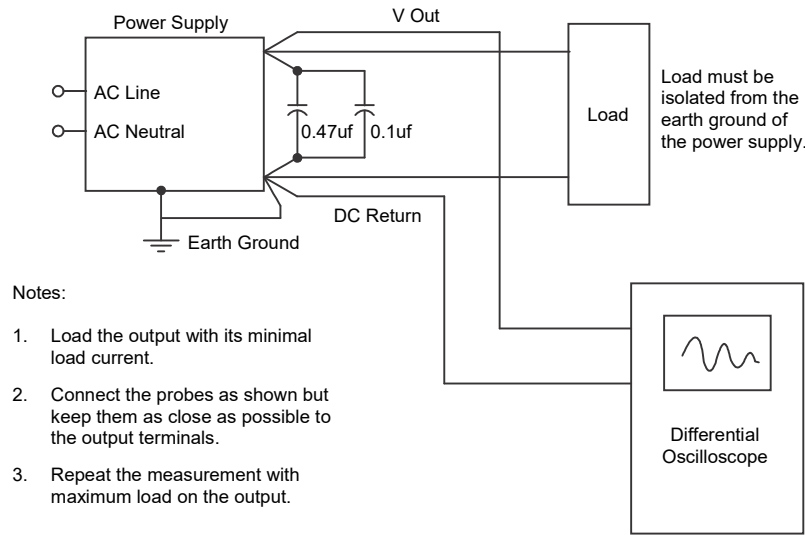 Power Supply
V Out
AC Line
AC Neutral
0.47uf
0.1uf
Load
Load must be
isolated from the
earth ground of
the power supply.
DC Return
Earth Ground
Notes:
1. Load the output with its minimal
load current.
2. Connect the probes as shown but
keep them as close as possible to
the output terminals.
3. Repeat the measurement with
maximum load on the output.
Differential
Oscilloscope